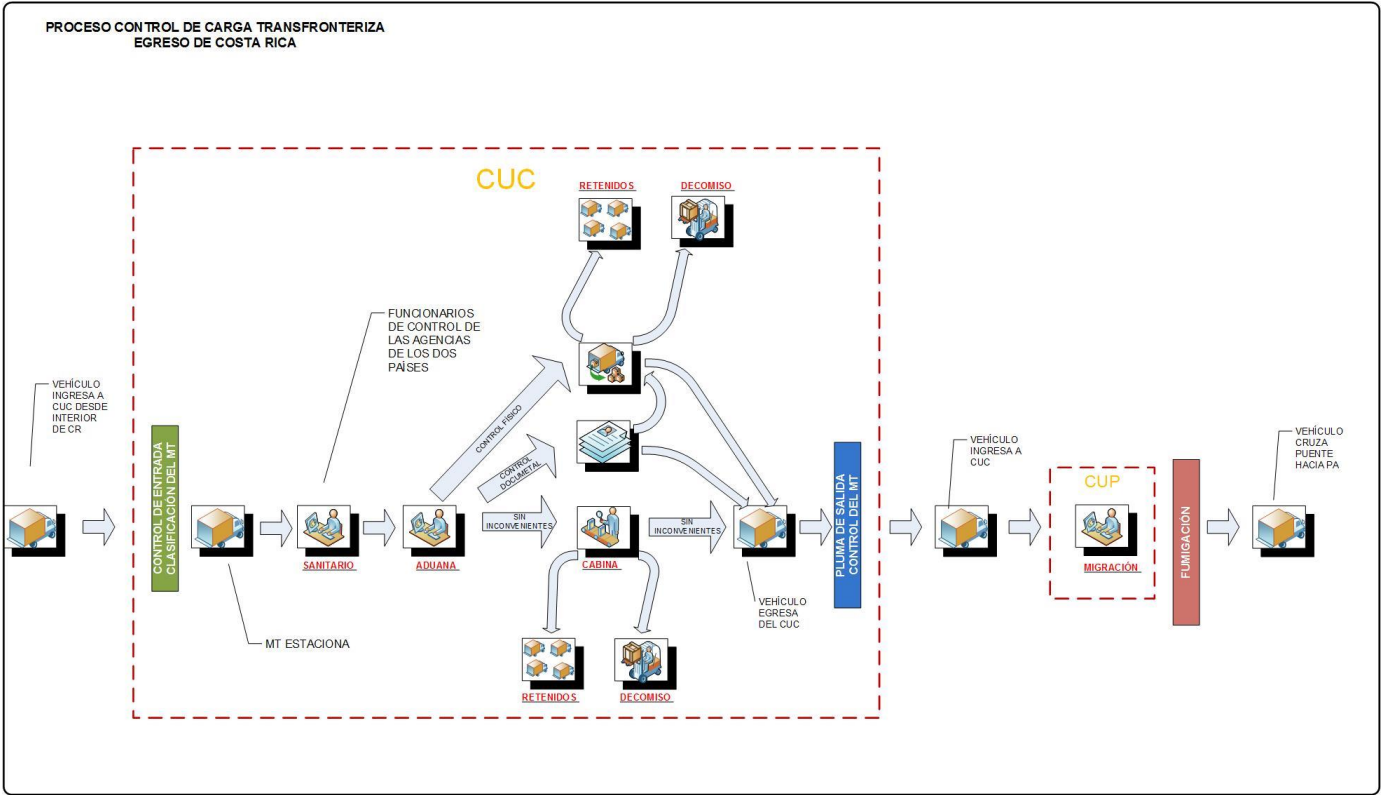 PROCESO CONTROL DE CARGA TRANSFRONTERIZA
EGRESO DE COSTA RICA
CUC
RETENIDOS
DECOMISO
FUNCIONARIOS
DE CONTROL DE
LAS AGENCIAS
DE LOS DOS
PAÍSES
VEHÍCULO
INGRESA A
CUC DESDE
INTERIOR
DE CR
CONTROL DE ENTRADA
CLASIFICACIÓN DEL MT
CONTROL FÍSICO
CONTROL
DOCUMETAL
SIN
INCONVENIENTES
SANITARIO
ADUANA
CABINA
SIN
INCONVENIENTES
MT ESTACIONA
RETENIDOS
DECOMISO
VEHÍCULO
EGRESA
DEL CUC
PLUMA DE SALIDA
CONTROL DEL MT
VEHÍCULO
INGRESA A
CUC
CUP
MIGRACIÓN
FUMIGACIÓN
VEHÍCULO
CRUZA
PUENTE
HACIA PA